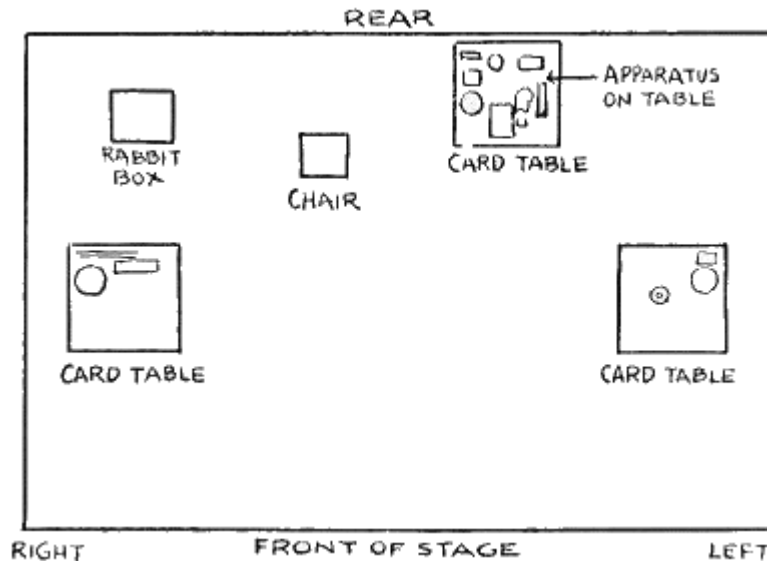 REAR
APPARATUS
ON TABLE
RABBIT
BOX
CHAIR
CARD TABLE
CARD TABLE
CARD TABLE
RIGHT
FRONT OF STAGE
LEFT